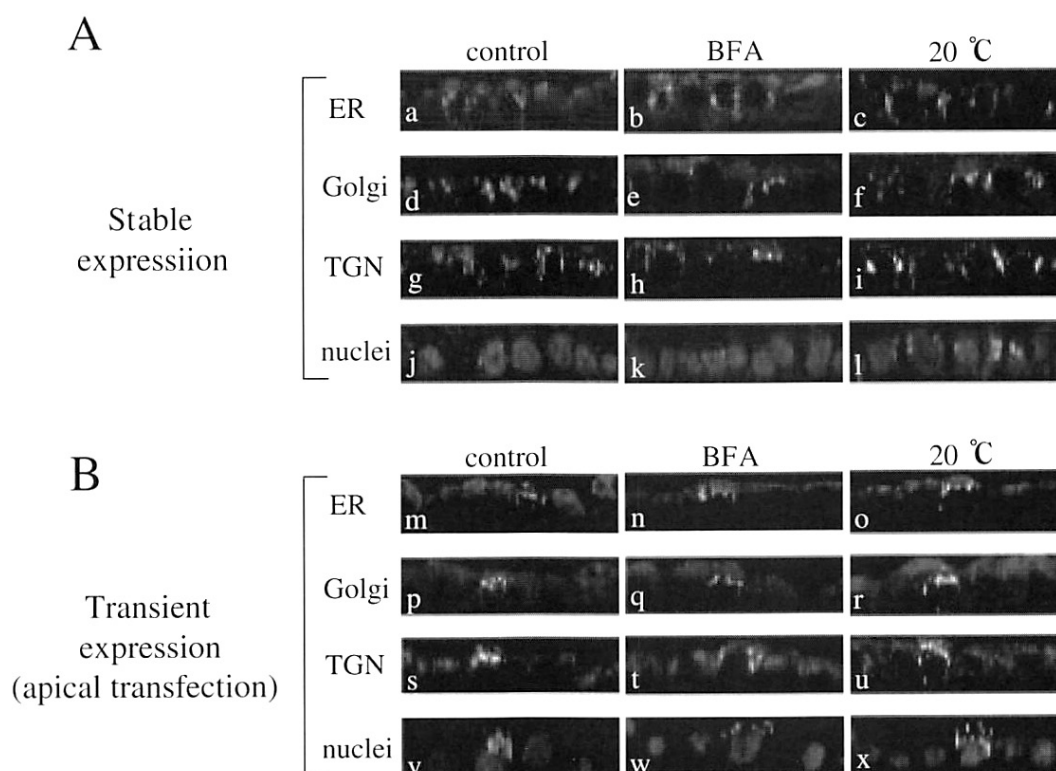 A
control BFA 20 ℃
ER a b c
Stable expressiion
Golgi d e f
TGN g h i
nuclei j k l
B
control BFA 20 ℃
ER m n o
Transient expression (apical transfection)
Golgi p q r
TGN s t u
nuclei v w x